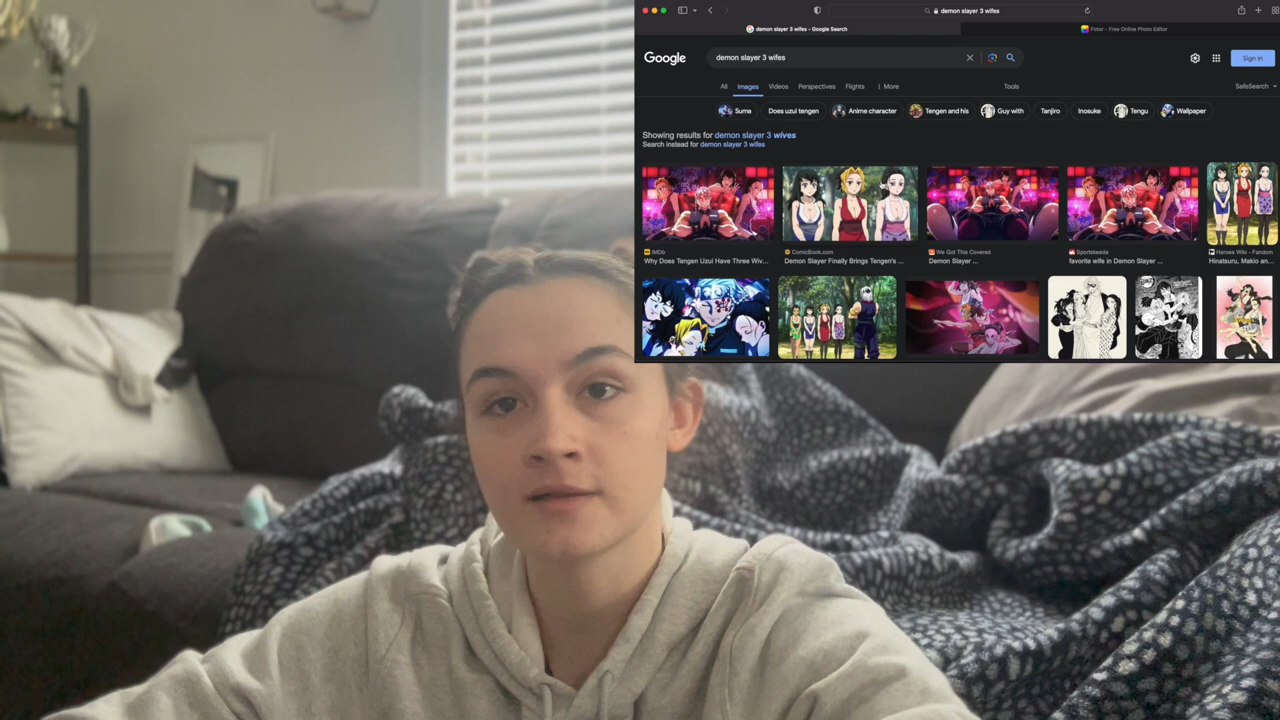 demon slayer 3 wifes
demon slayer 3 wifes - Google Search
Fotor - Free Online Photo Editor
Google
demon slayer 3 wifes
Sign in
All Images Videos Perspectives Flights More Tools
SafeSearch
Suma Does uzui tengen Anime character Tengen and his Guy with Tanjiro Inosuke Tengu Wallpaper
Showing results for demon slayer 3 wives
Search instead for demon slayer 3 wifes
IMDb
Why Does Tengen Uzui Have Three Wiv...
ComicBook.com
Demon Slayer Finally Brings Tengen's ...
We Got This Covered
Demon Slayer ...
Sportskeeda
favorite wife in Demon Slayer ...
Heroes Wiki - Fandom
Hinatsuru, Makio an...